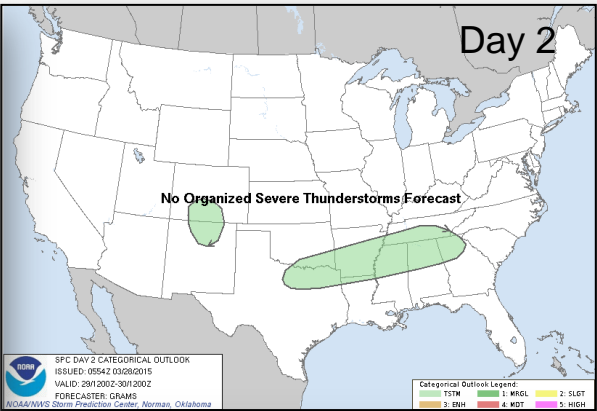 Day 2
No Organized Severe Thunderstorms Forecast
NOAA
SPC DAY 2 CATEGORICAL OUTLOOK
ISSUED: 0554Z 03/28/2015
VALID: 29/1200Z-30/1200Z
FORECASTER: GRAMS
NOAA/NWS Storm Prediction Center, Norman, Oklahoma
Categorical Outlook Legend:
TSTM 1: MRGL 2: SLGT
3: ENH 4: MDT 5: HIGH